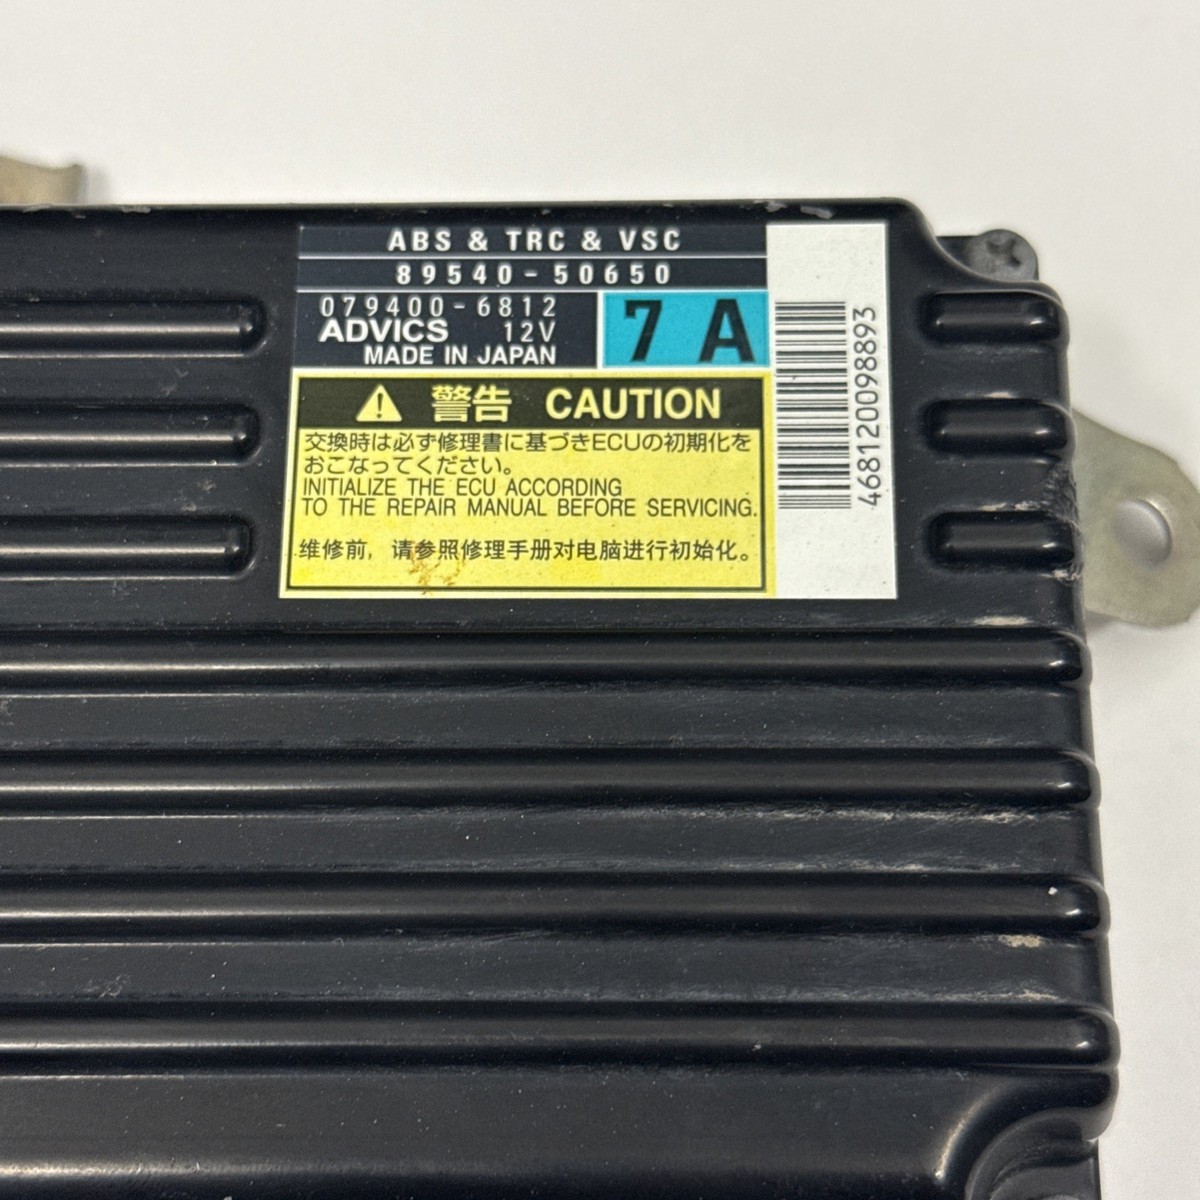 ABS & TRC & VSC
89540-50650
079400-6812
ADVICS 12V
MADE IN JAPAN
7A
警告 CAUTION
交換時は必ず修理書に基づきECUの初期化を
おこなってください。
INITIALIZE THE ECU ACCORDING
TO THE REPAIR MANUAL BEFORE SERVICING.
维修前，请参照修理手册对电脑进行初始化。
468120098893